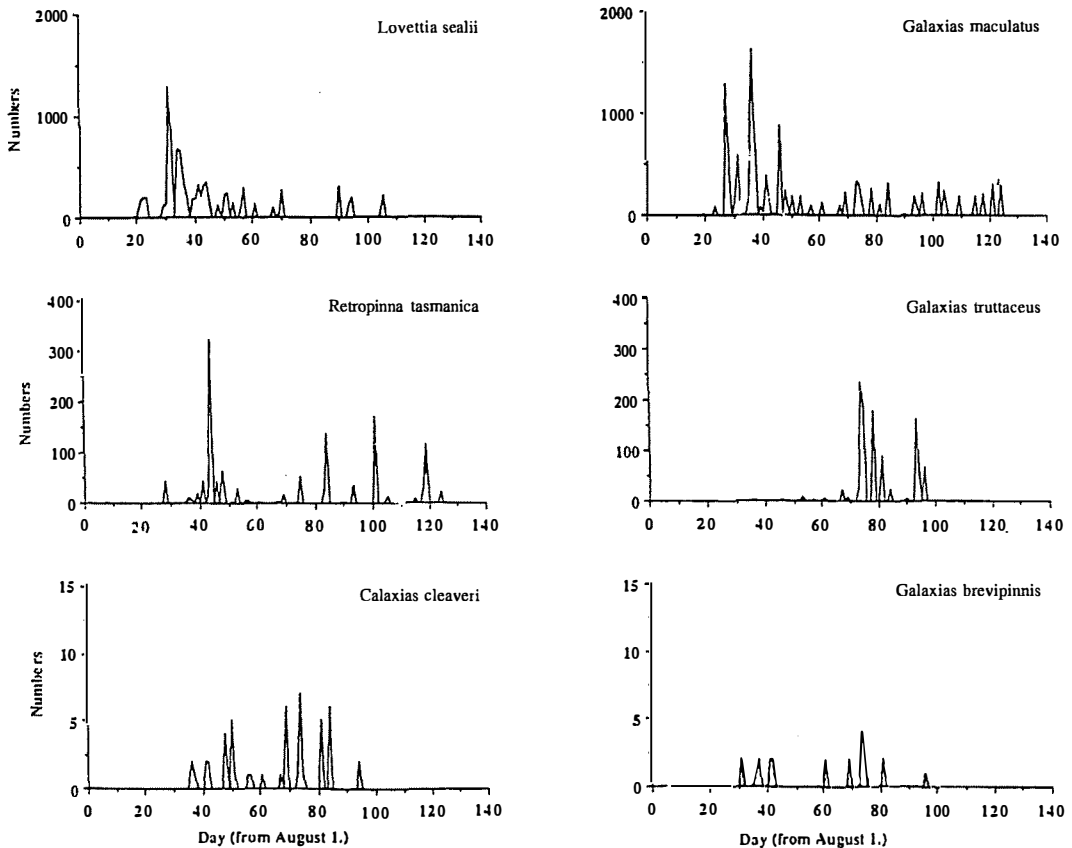 Lovettia sealii
Numbers
2000
1000
0
0 20 40 60 80 100 120 140
Galaxias maculatus
2000
1000
0
0 20 40 60 80 100 120 140
Retropinna tasmanica
Numbers
400
300
200
100
0
0 20 40 60 80 100 120 140
Galaxias truttaceus
400
300
200
100
0
0 20 40 60 80 100 120 140
Calaxias cleaveri
Numbers
15
10
5
0
0 20 40 60 80 100 120 140
Day (from August 1.)
Galaxias brevipinnis
15
10
5
0
0 20 40 60 80 100 120 140
Day (from August 1.)